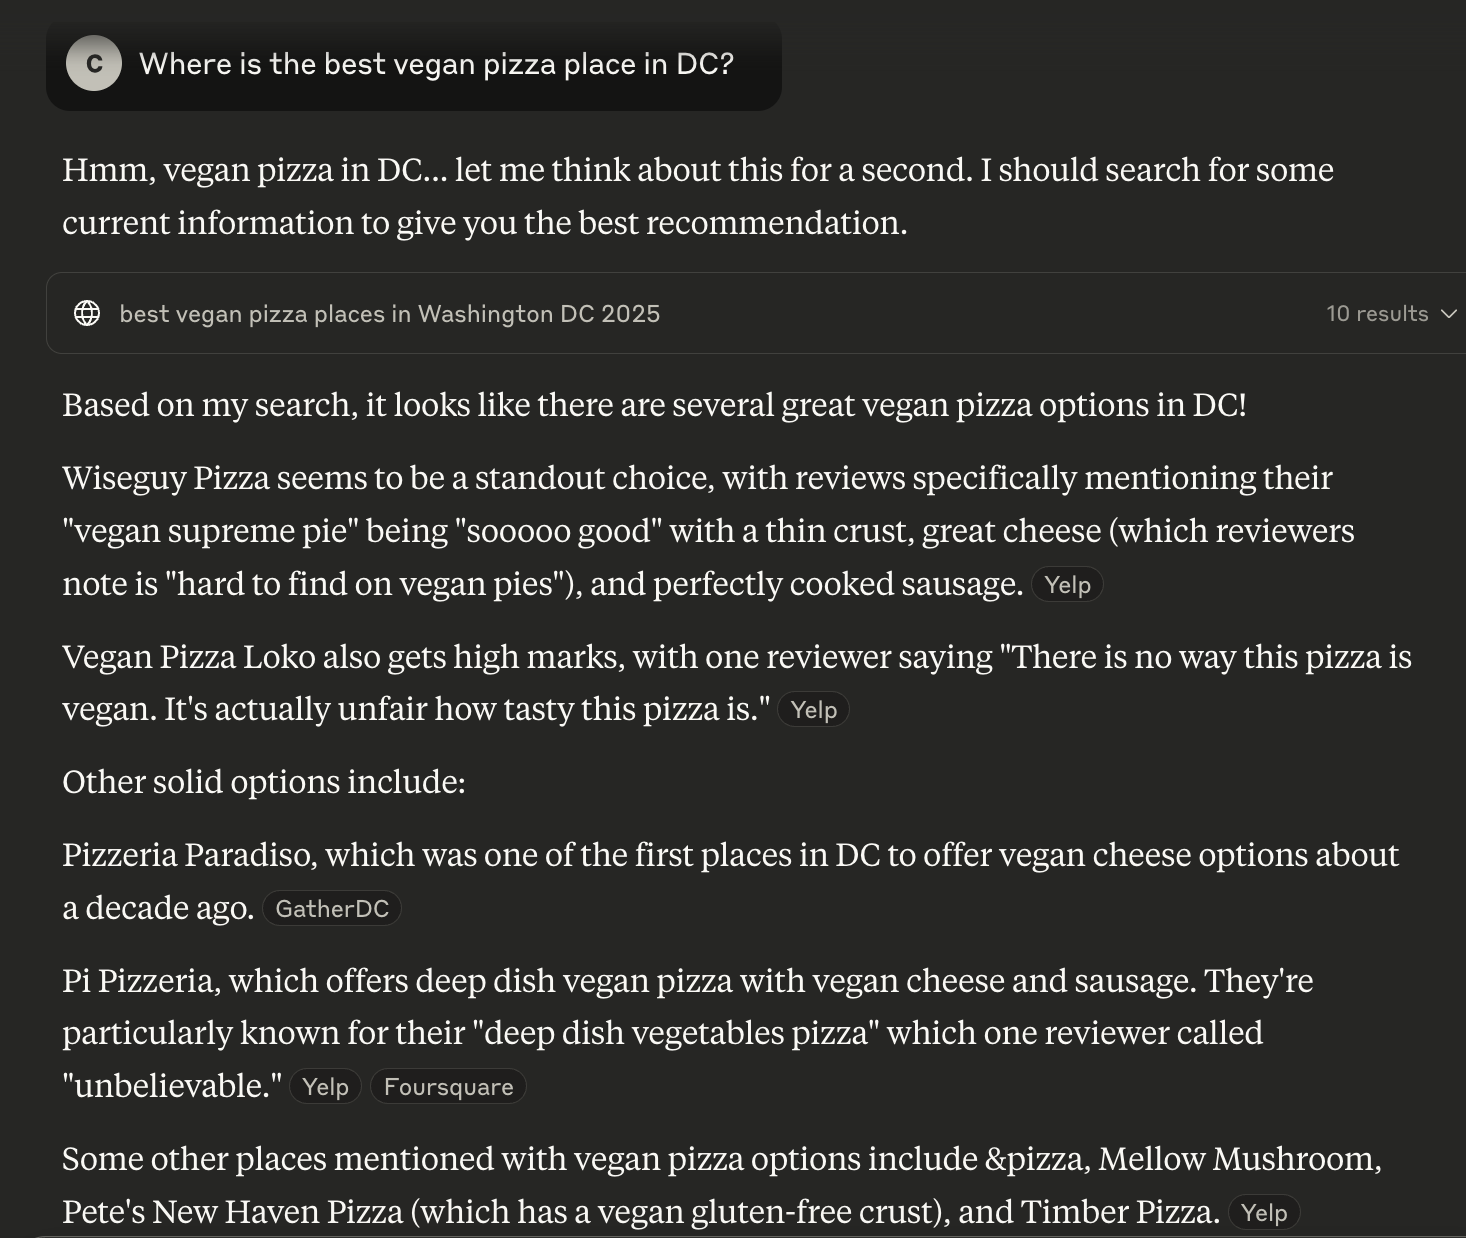 C
Where is the best vegan pizza place in DC?
Hmm, vegan pizza in DC... let me think about this for a second. I should search for some
current information to give you the best recommendation.
best vegan pizza places in Washington DC 2025
10 results
Based on my search, it looks like there are several great vegan pizza options in DC!
Wiseguy Pizza seems to be a standout choice, with reviews specifically mentioning their
"vegan supreme pie" being "sooooo good" with a thin crust, great cheese (which reviewers
note is "hard to find on vegan pies"), and perfectly cooked sausage. Yelp
Vegan Pizza Loko also gets high marks, with one reviewer saying "There is no way this pizza is
vegan. It's actually unfair how tasty this pizza is." Yelp
Other solid options include:
Pizzeria Paradiso, which was one of the first places in DC to offer vegan cheese options about
a decade ago. GatherDC
Pi Pizzeria, which offers deep dish vegan pizza with vegan cheese and sausage. They're
particularly known for their "deep dish vegetables pizza" which one reviewer called
"unbelievable." Yelp Foursquare
Some other places mentioned with vegan pizza options include &pizza, Mellow Mushroom,
Pete's New Haven Pizza (which has a vegan gluten-free crust), and Timber Pizza. Yelp